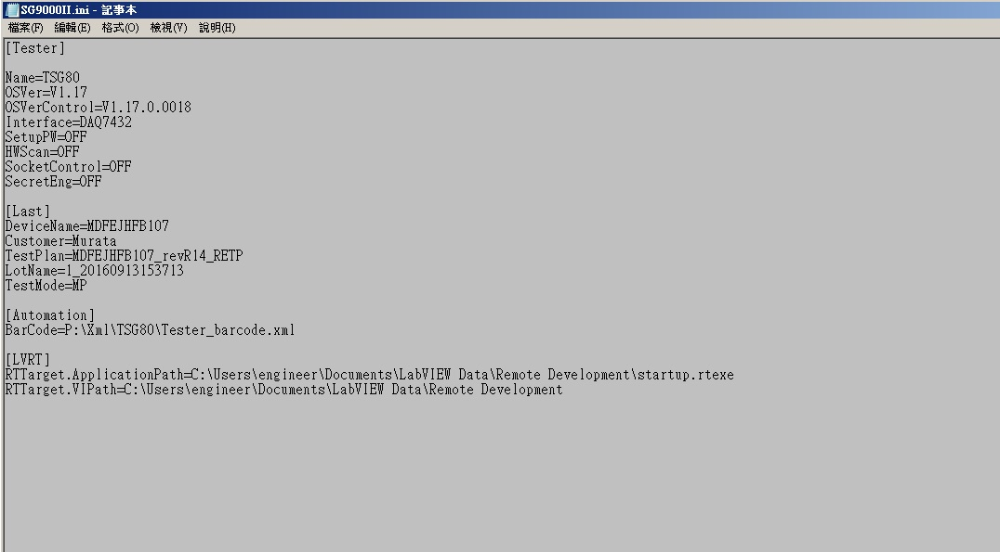 SG9000II.ini - 記事本
檔案(F) 編輯(E) 格式(O) 檢視(V) 說明(H)
[Tester]
Name=TSG80
OSVer=V1.17
OSVerControl=V1.17.0.0018
Interface=DAQ7432
SetupPW=OFF
HWScan=OFF
SocketControl=OFF
SecretEng=OFF
[Last]
DeviceName=MDFEJHFB107
Customer=Murata
TestPlan=MDFEJHFB107_revR14_RETP
LotName=1_20160913153713
TestMode=MP
[Automation]
BarCode=P:\Xml\TSG80\Tester_barcode.xml
[LVRT]
RTTarget.ApplicationPath=C:\Users\engineer\Documents\LabVIEW Data\Remote Development\startup.rtexe
RTTarget.VIPath=C:\Users\engineer\Documents\LabVIEW Data\Remote Development